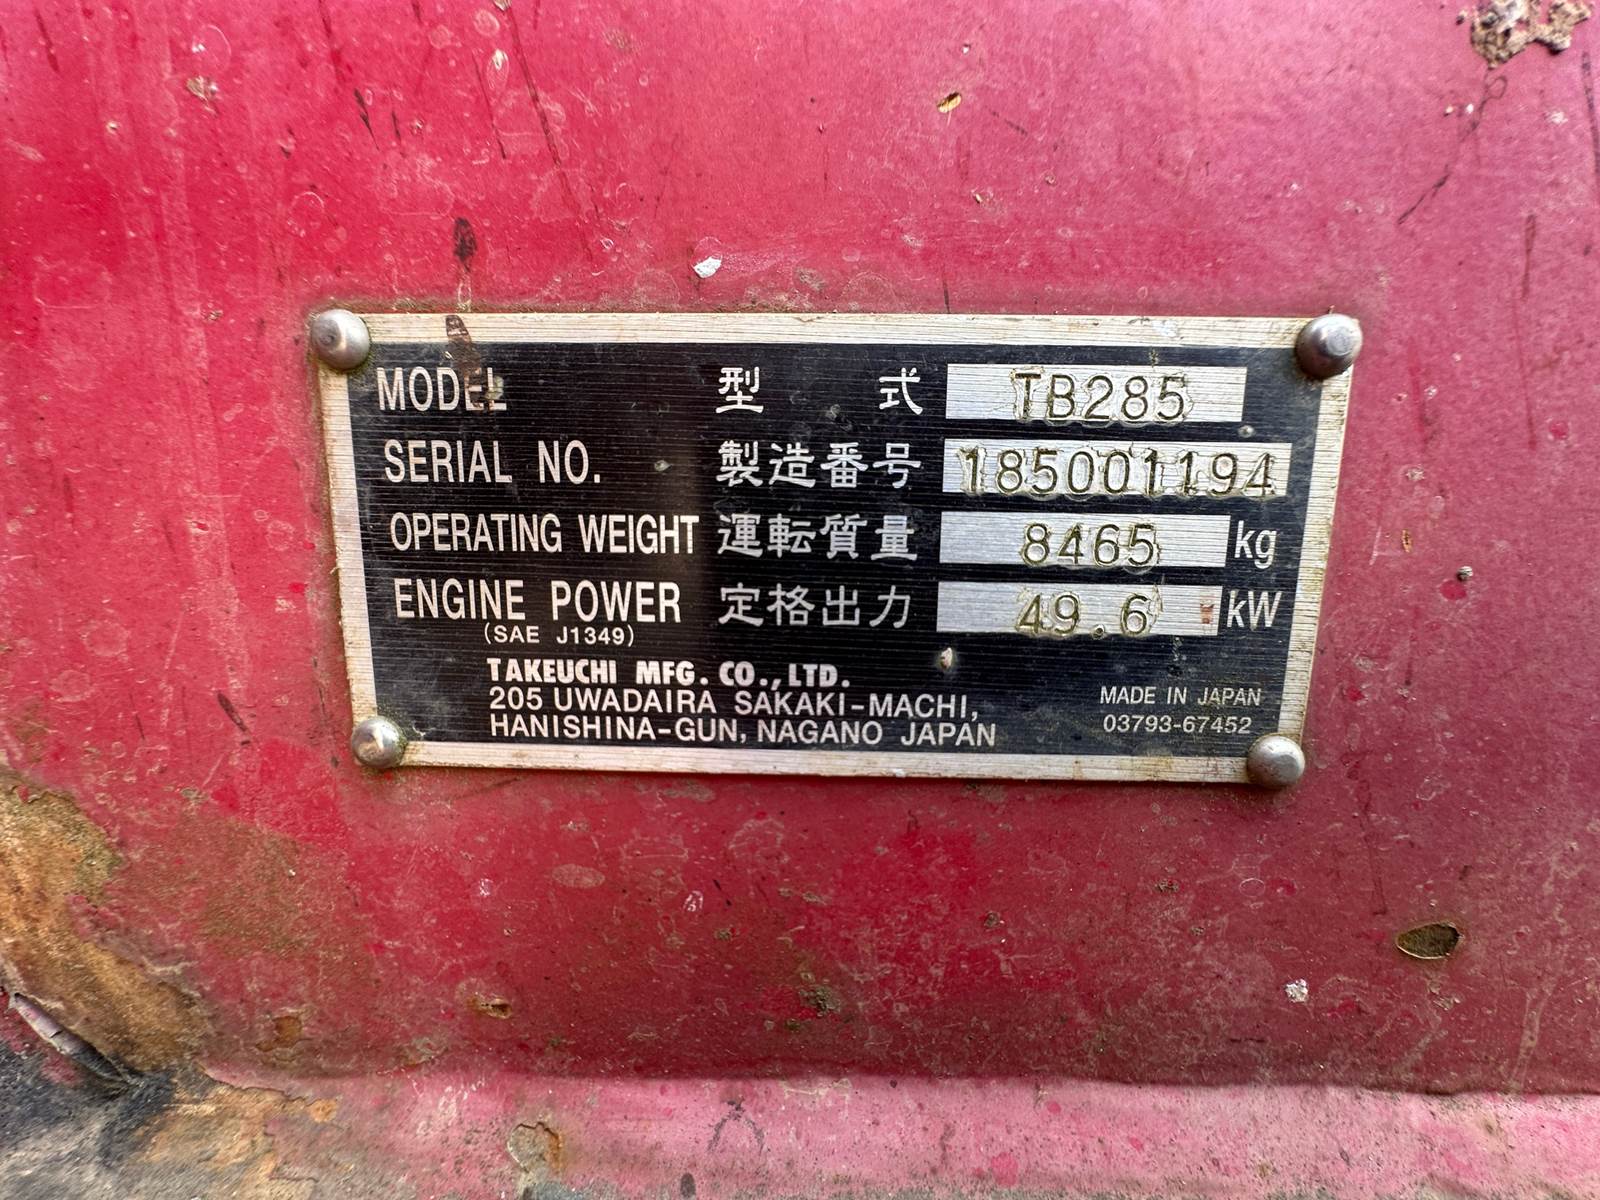 MODEL 型 式 TB285
SERIAL NO. 製造番号 185001194
OPERATING WEIGHT 運転質量 8465 kg
ENGINE POWER 定格出力 49.6 kW
(SAE J1349)
TAKEUCHI MFG. CO., LTD.
205 UWADAIRA SAKAKI-MACHI,
HANISHINA-GUN, NAGANO JAPAN
MADE IN JAPAN
03793-67452